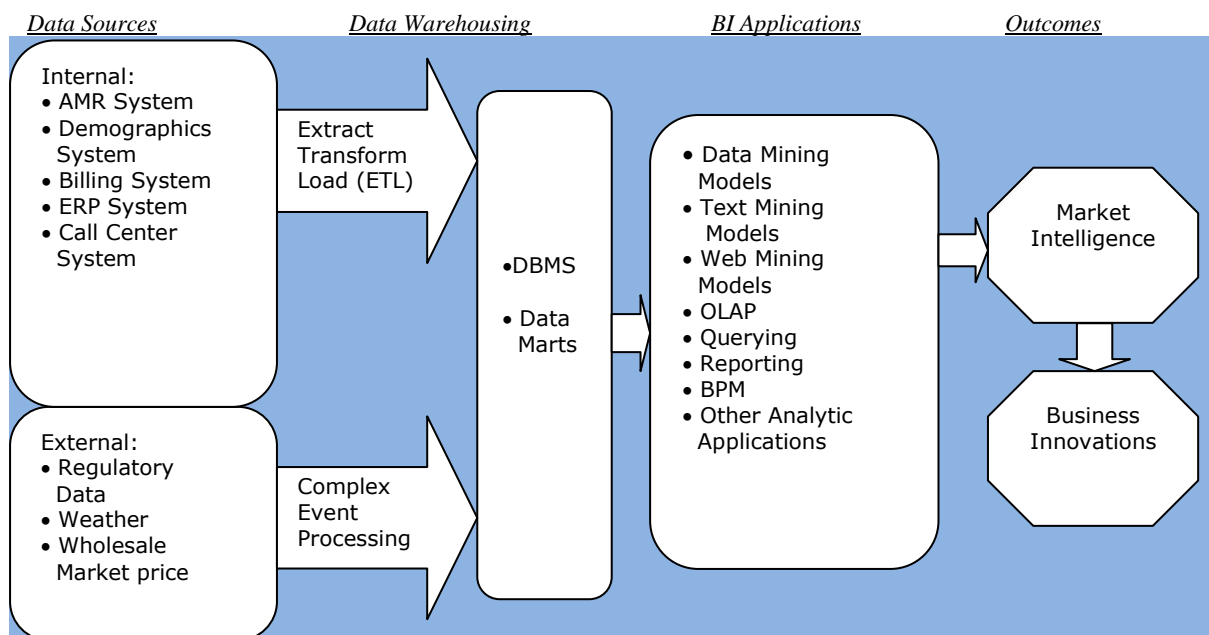 Data Sources
Data Warehousing
BI Applications
Outcomes
Internal:
• AMR System
• Demographics
System
• Billing System
• ERP System
• Call Center
System
Extract
Transform
Load (ETL)
External:
• Regulatory
Data
• Weather
• Wholesale
Market price
Complex
Event
Processing
•DBMS
• Data
Marts
• Data Mining
Models
• Text Mining
Models
• Web Mining
Models
• OLAP
• Querying
• Reporting
• BPM
• Other Analytic
Applications
Market
Intelligence
Business
Innovations